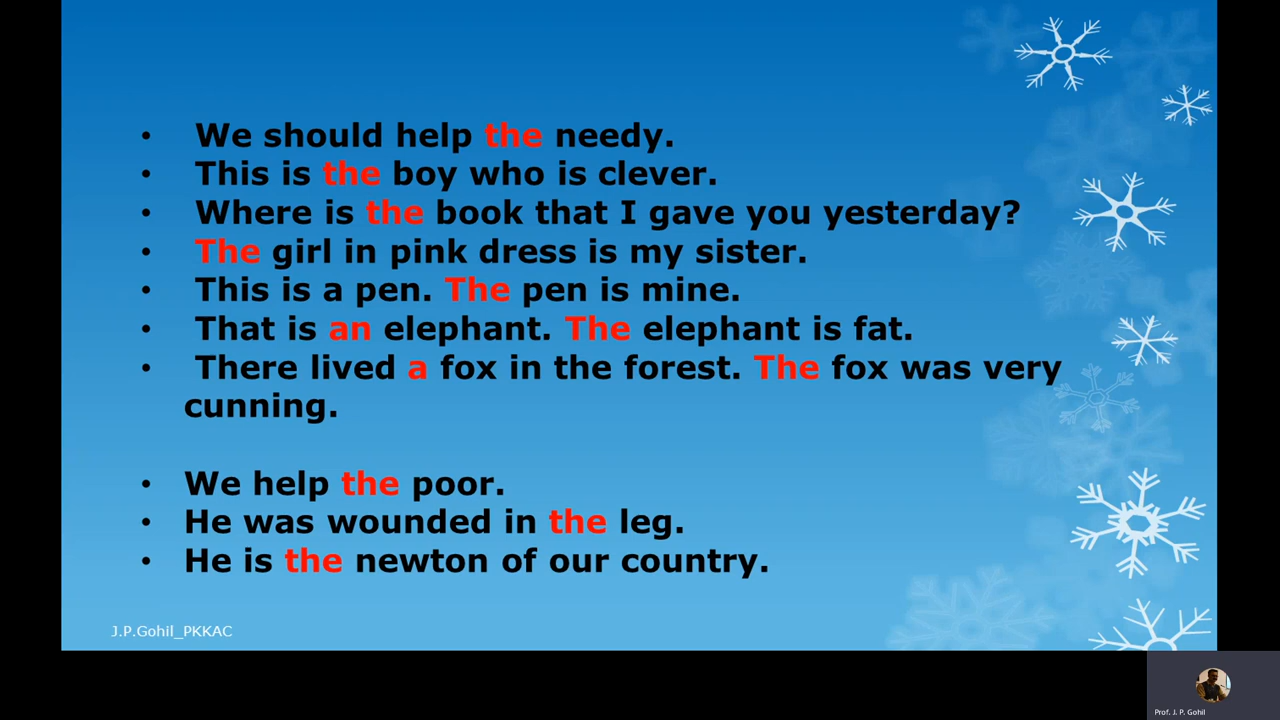 • We should help the needy.
• This is the boy who is clever.
• Where is the book that I gave you yesterday?
• The girl in pink dress is my sister.
• This is a pen. The pen is mine.
• That is an elephant. The elephant is fat.
• There lived a fox in the forest. The fox was very
cunning.
• We help the poor.
• He was wounded in the leg.
• He is the newton of our country.
J.P.Gohil_PKKAC
Prof. J. P. Gohil